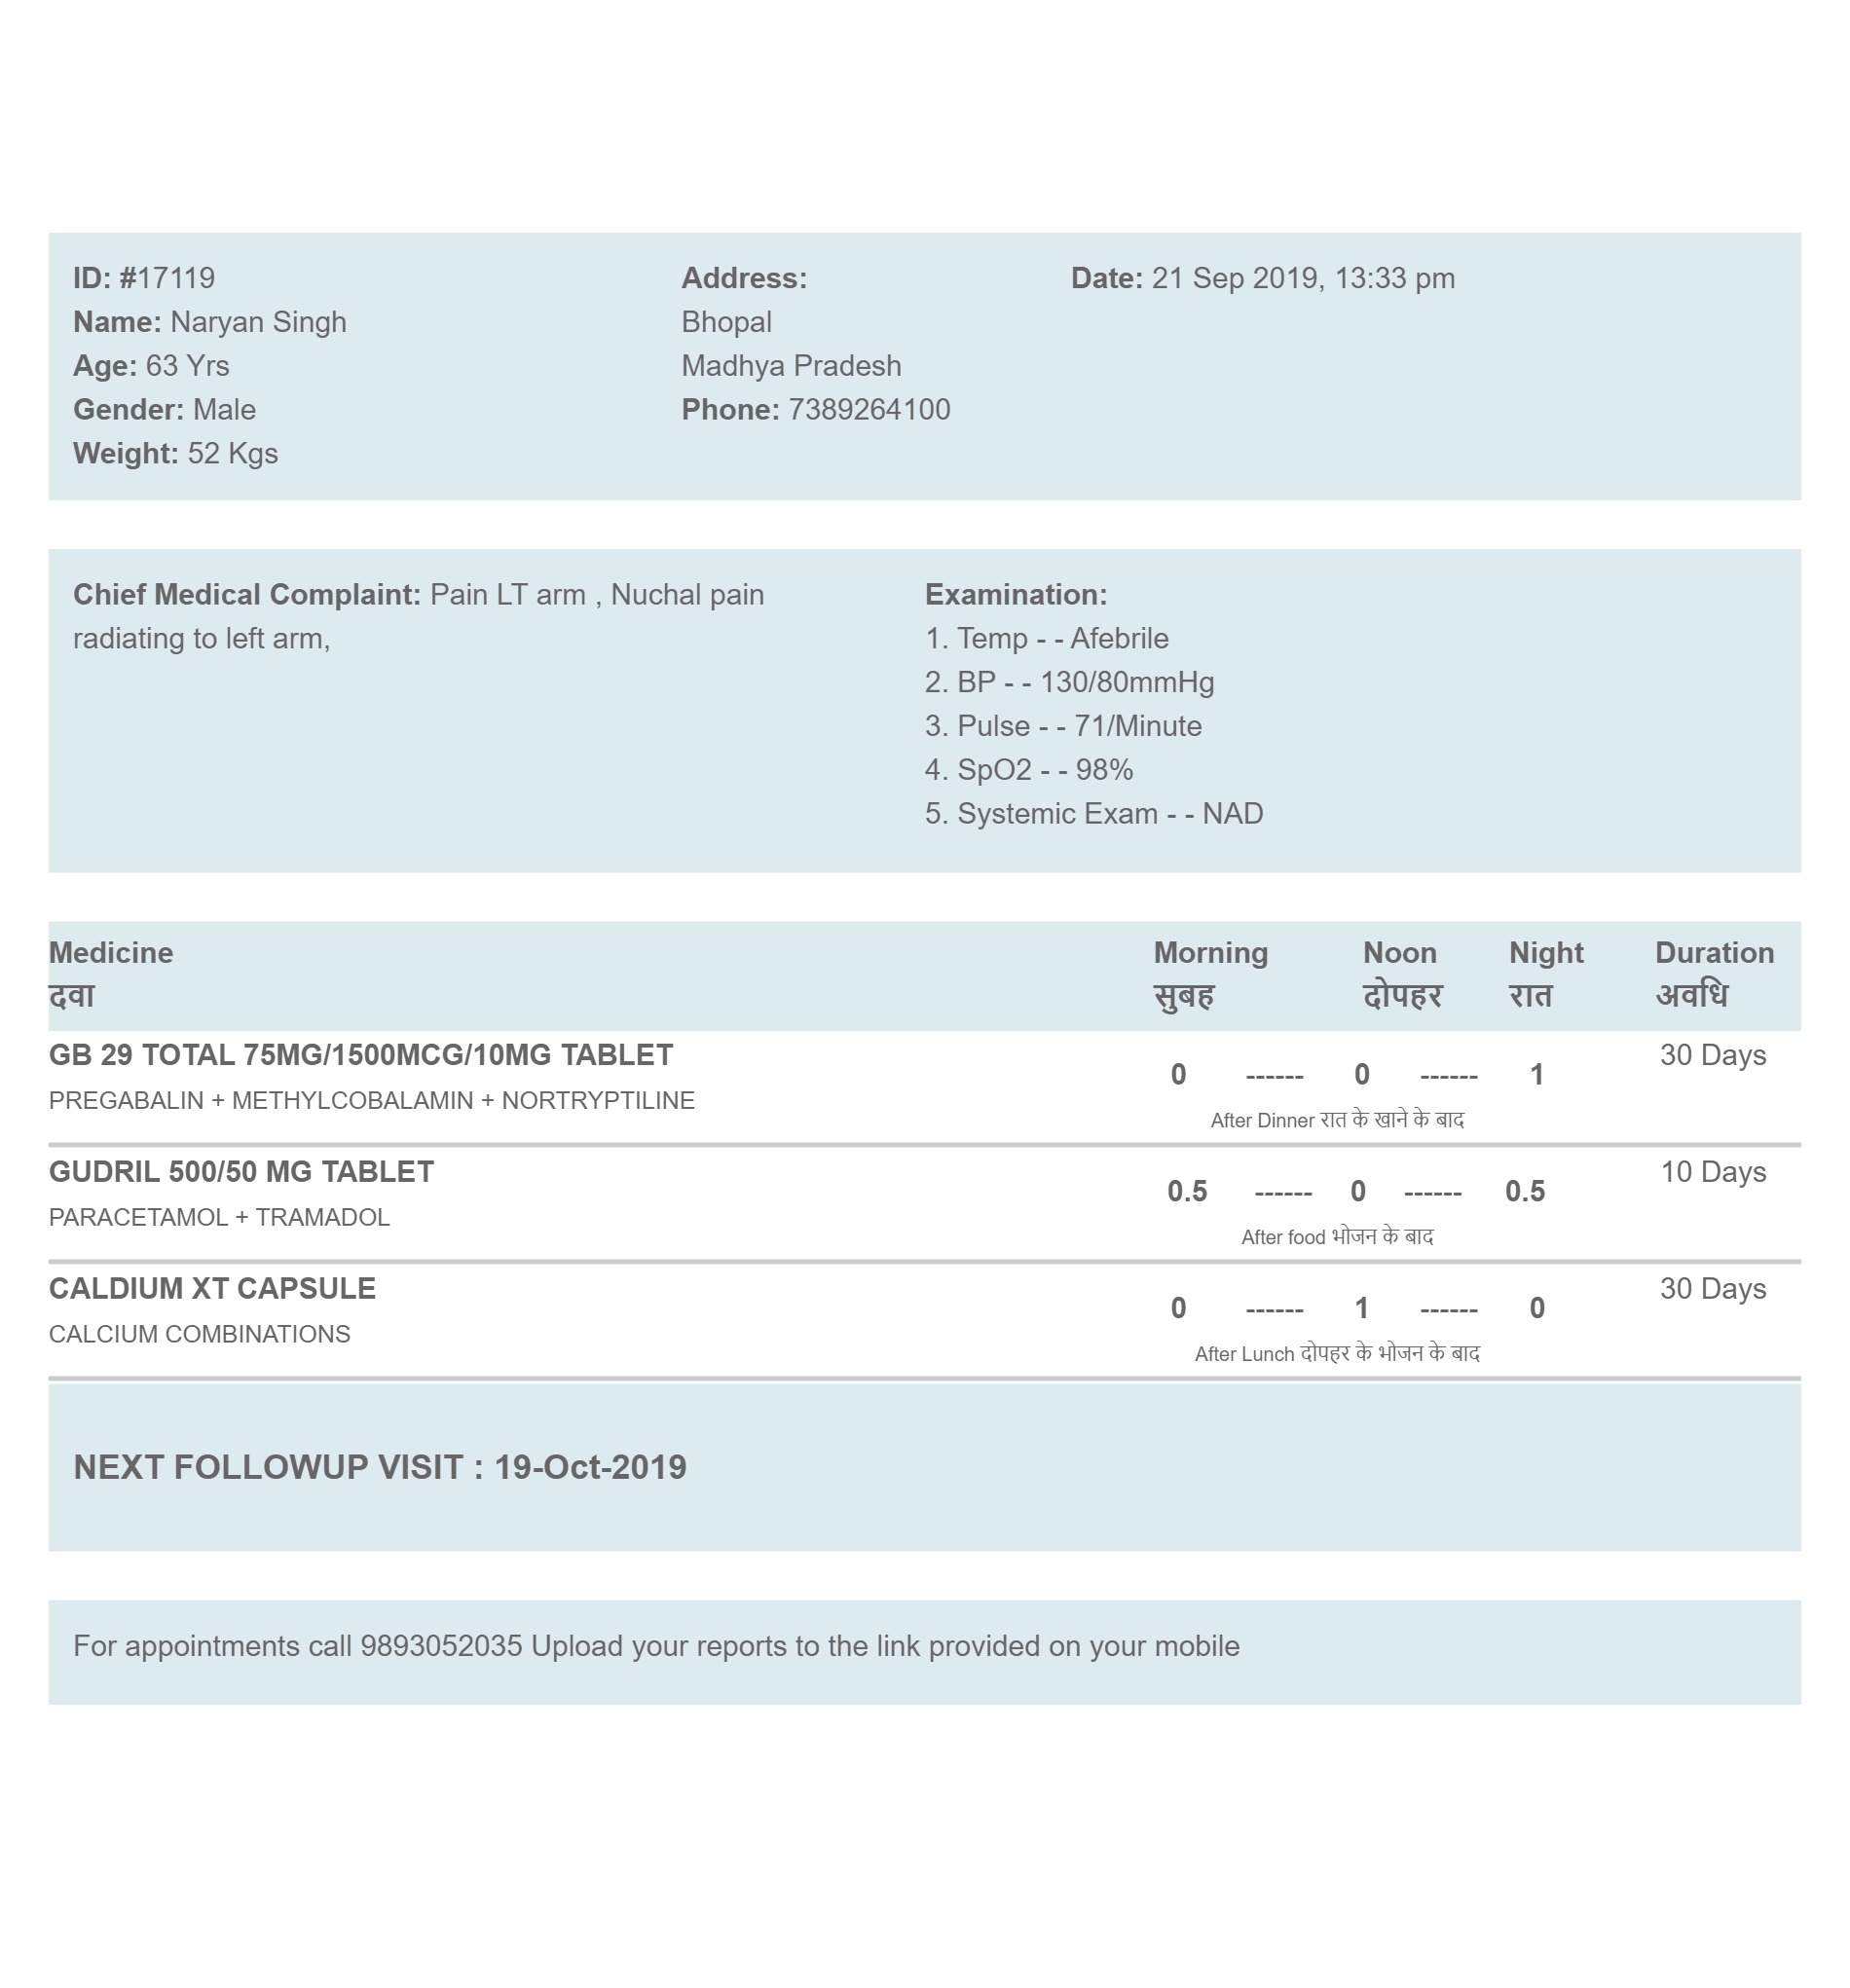 ID: #17119
Name: Naryan Singh
Age: 63 Yrs
Gender: Male
Weight: 52 Kgs
Address:
Bhopal
Madhya Pradesh
Phone: 7389264100
Date: 21 Sep 2019, 13:33 pm
Chief Medical Complaint: Pain LT arm , Nuchal pain
radiating to left arm,
Examination:
1. Temp - - Afebrile
2. BP - - 130/80mmHg
3. Pulse - - 71/Minute
4. SpO2 - - 98%
5. Systemic Exam - - NAD
Medicine Morning Noon Night Duration
दवा सुबह दोपहर रात अवधि
GB 29 TOTAL 75MG/1500MCG/10MG TABLET 30 Days
0 ------ 0 ------ 1
PREGABALIN + METHYLCOBALAMIN + NORTRYPTILINE
After Dinner रात के खाने के बाद
GUDRIL 500/50 MG TABLET 10 Days
0.5 ------ 0 ------ 0.5
PARACETAMOL + TRAMADOL
After food भोजन के बाद
CALDIUM XT CAPSULE 30 Days
0 ------ 1 ------ 0
CALCIUM COMBINATIONS
After Lunch दोपहर के भोजन के बाद
NEXT FOLLOWUP VISIT : 19-Oct-2019
For appointments call 9893052035 Upload your reports to the link provided on your mobile